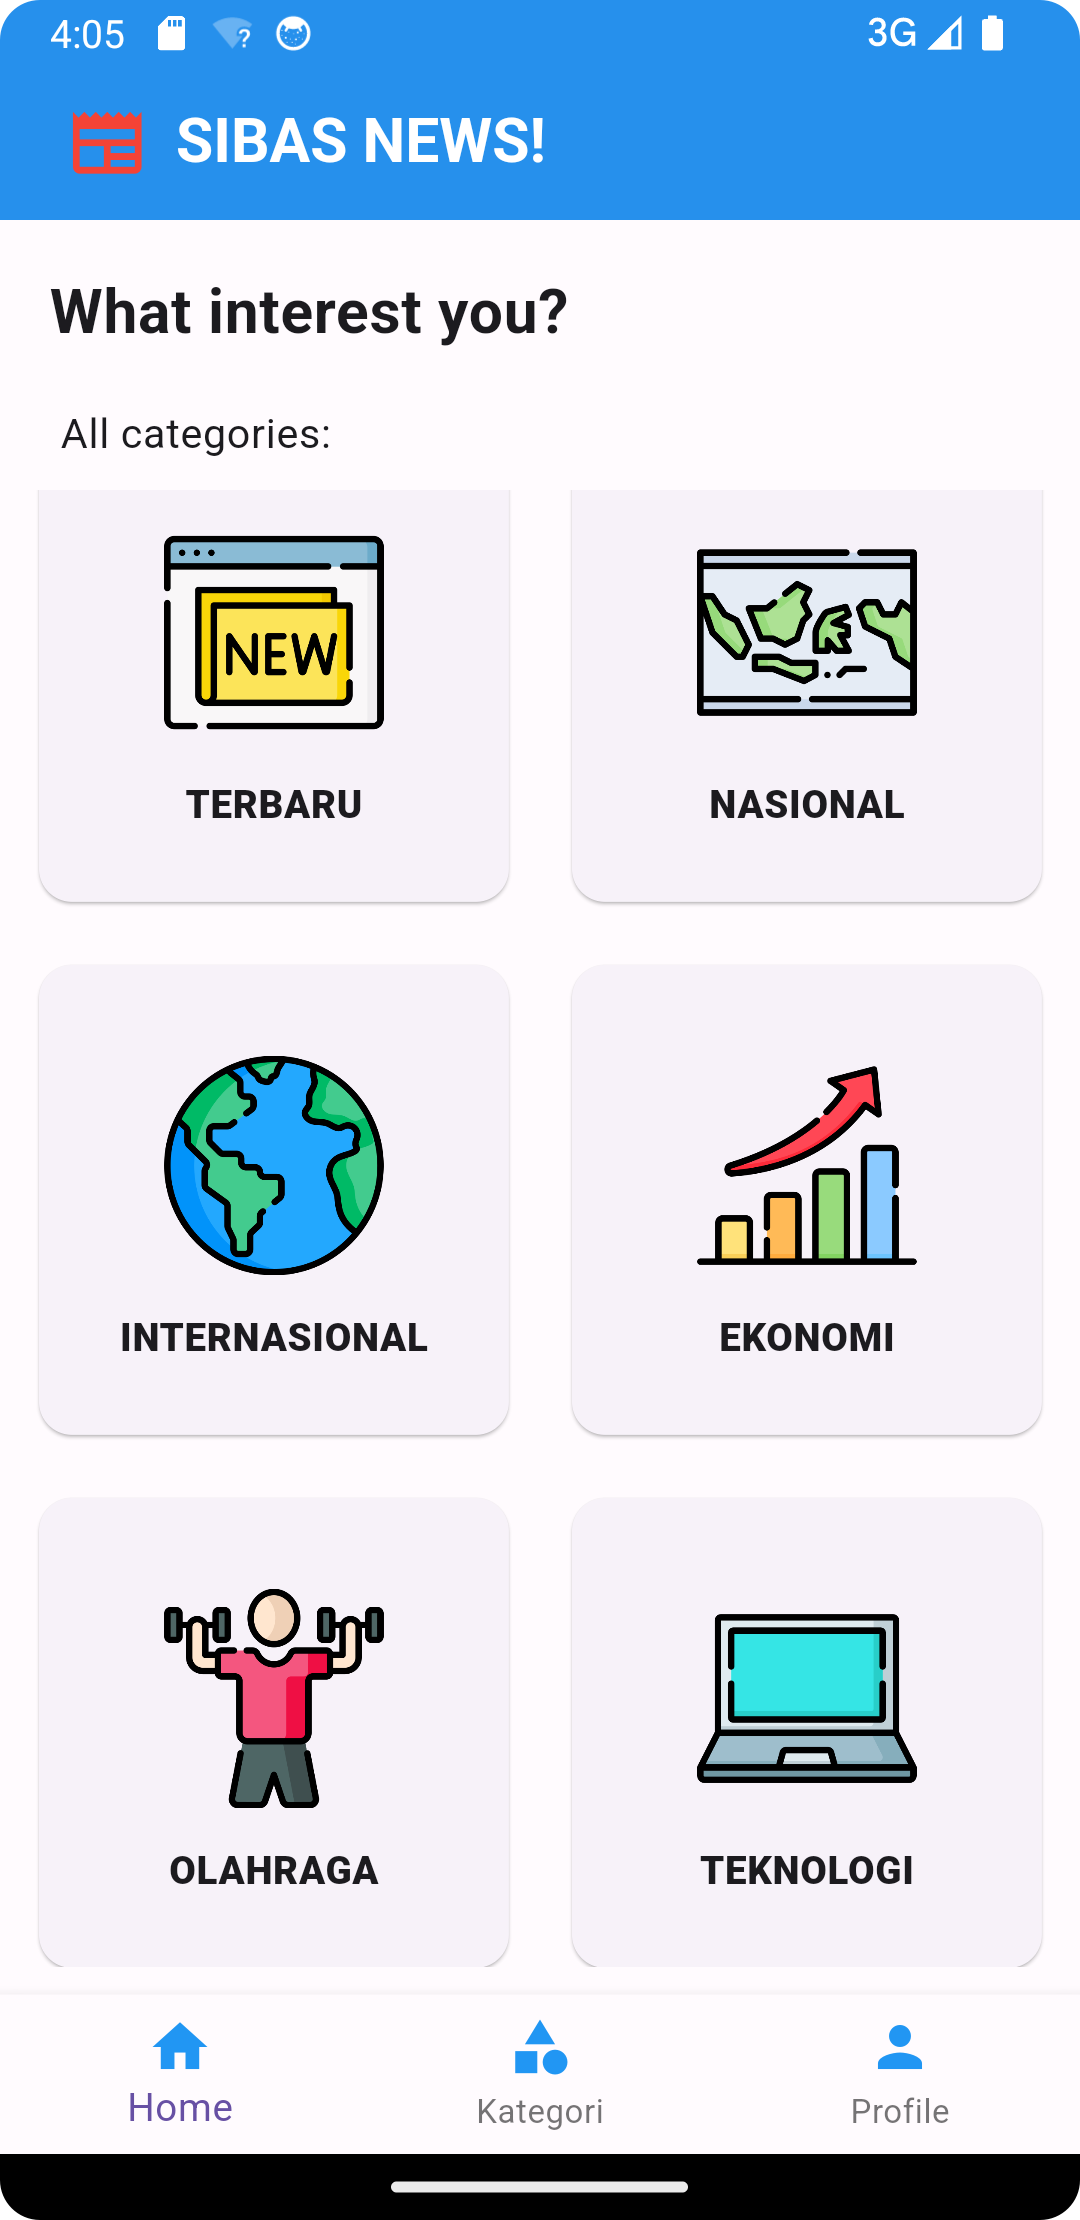 4:05 3G
SIBAS NEWS!
What interest you?
All categories:
NEW
TERBARU
NASIONAL
INTERNASIONAL
EKONOMI
OLAHRAGA
TEKNOLOGI
Home
Kategori
Profile